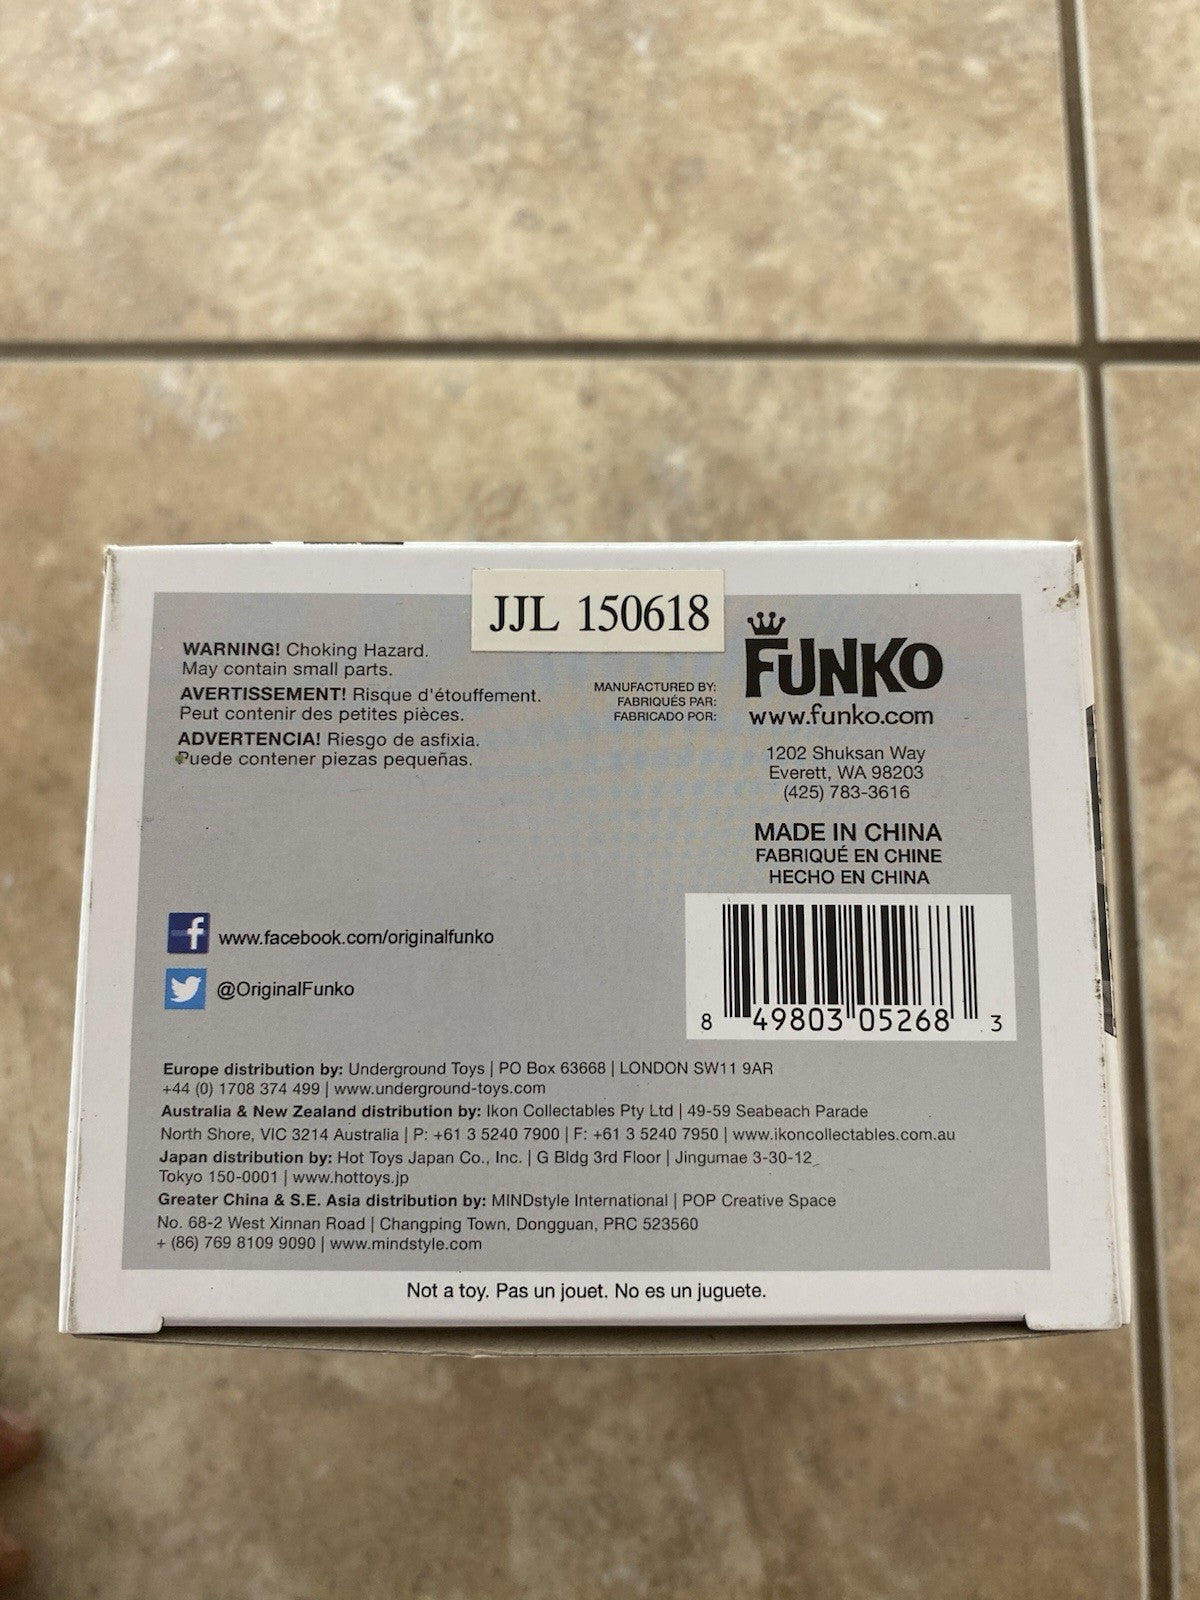 JJL 150618
WARNING! Choking Hazard.
May contain small parts.
AVERTISSEMENT! Risque d'étouffement.
Peut contenir des petites pièces.
ADVERTENCIA! Riesgo de asfixia.
Puede contener piezas pequeñas.
MANUFACTURED BY:
FABRIQUÉS PAR:
FABRICADO POR:
FUNKO
www.funko.com
1202 Shuksan Way
Everett, WA 98203
(425) 783-3616
MADE IN CHINA
FABRIQUÉ EN CHINE
HECHO EN CHINA
f www.facebook.com/originalfunko
@OriginalFunko
8 49803 05268 3
Europe distribution by: Underground Toys | PO Box 63668 | LONDON SW11 9AR
+44 (0) 1708 374 499 | www.underground-toys.com
Australia & New Zealand distribution by: Ikon Collectables Pty Ltd | 49-59 Seabeach Parade
North Shore, VIC 3214 Australia | P: +61 3 5240 7900 | F: +61 3 5240 7950 | www.ikoncollectables.com.au
Japan distribution by: Hot Toys Japan Co., Inc. | G Bldg 3rd Floor | Jingumae 3-30-12
Tokyo 150-0001 | www.hottoys.jp
Greater China & S.E. Asia distribution by: MINDstyle International | POP Creative Space
No. 68-2 West Xinnan Road | Changping Town, Dongguan, PRC 523560
+ (86) 769 8109 9090 | www.mindstyle.com
Not a toy. Pas un jouet. No es un juguete.